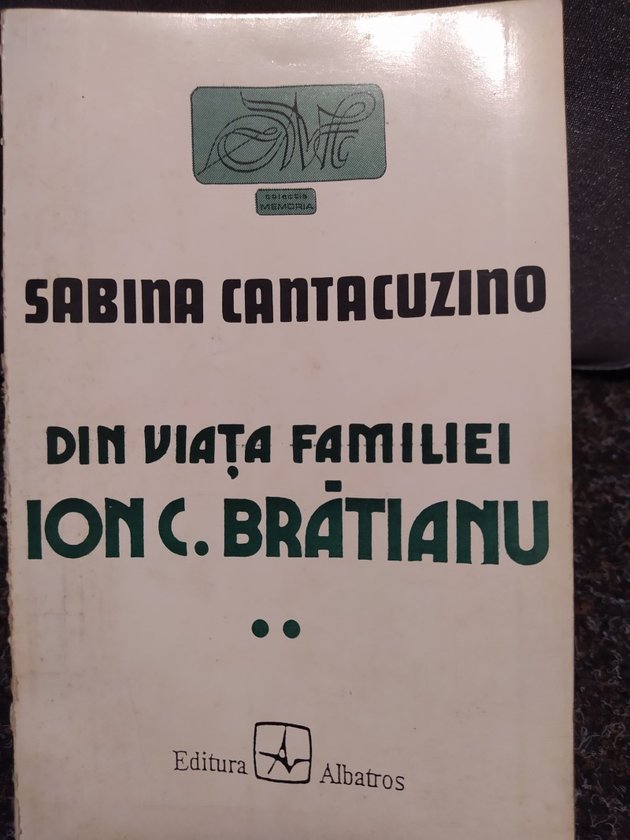 colecția
MEMORIA
SABINA CANTACUZINO
DIN VIAȚA FAMILIEI
ION C. BRĂTIANU
Editura Albatros